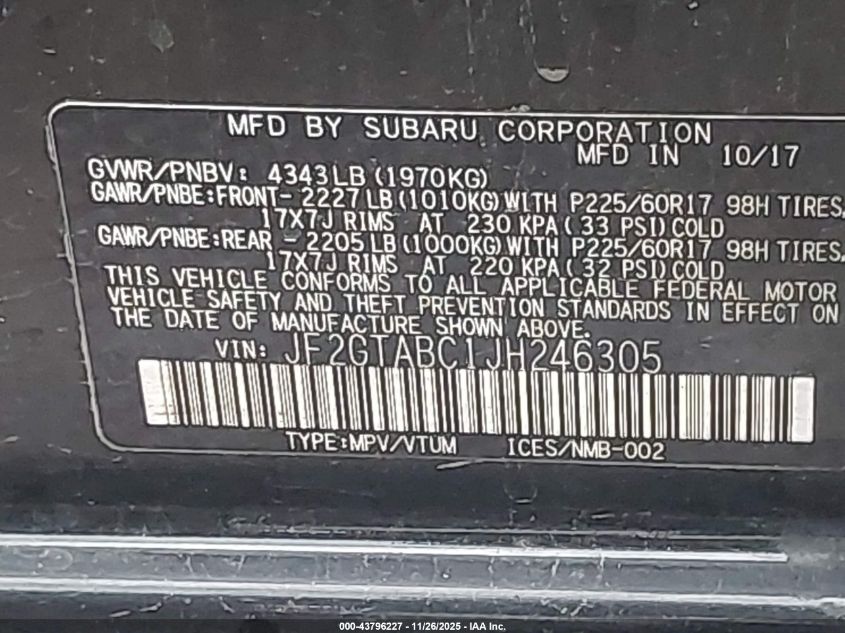 MFD BY SUBARU CORPORATION
MFD IN 10/17
GVWR/PNBV: 4343LB (1970KG)
GAWR/PNBE:FRONT- 2227LB (1010KG) WITH P225/60R17 98H TIRES,
17X7J RIMS AT 230 KPA ( 33 PSI) COLD
GAWR/PNBE:REAR - 2205LB (1000KG) WITH P225/60R17 98H TIRES,
17X7J RIMS AT 220 KPA ( 32 PSI) COLD
THIS VEHICLE CONFORMS TO ALL APPLICABLE FEDERAL MOTOR
VEHICLE SAFETY AND THEFT PREVENTION STANDARDS IN EFFECT ON
THE DATE OF MANUFACTURE SHOWN ABOVE.
VIN: JF2GTABC1JH246305
TYPE:MPV/VTUM ICES/NMB-002
000-43796227 - 11/26/2025 - IAA Inc.